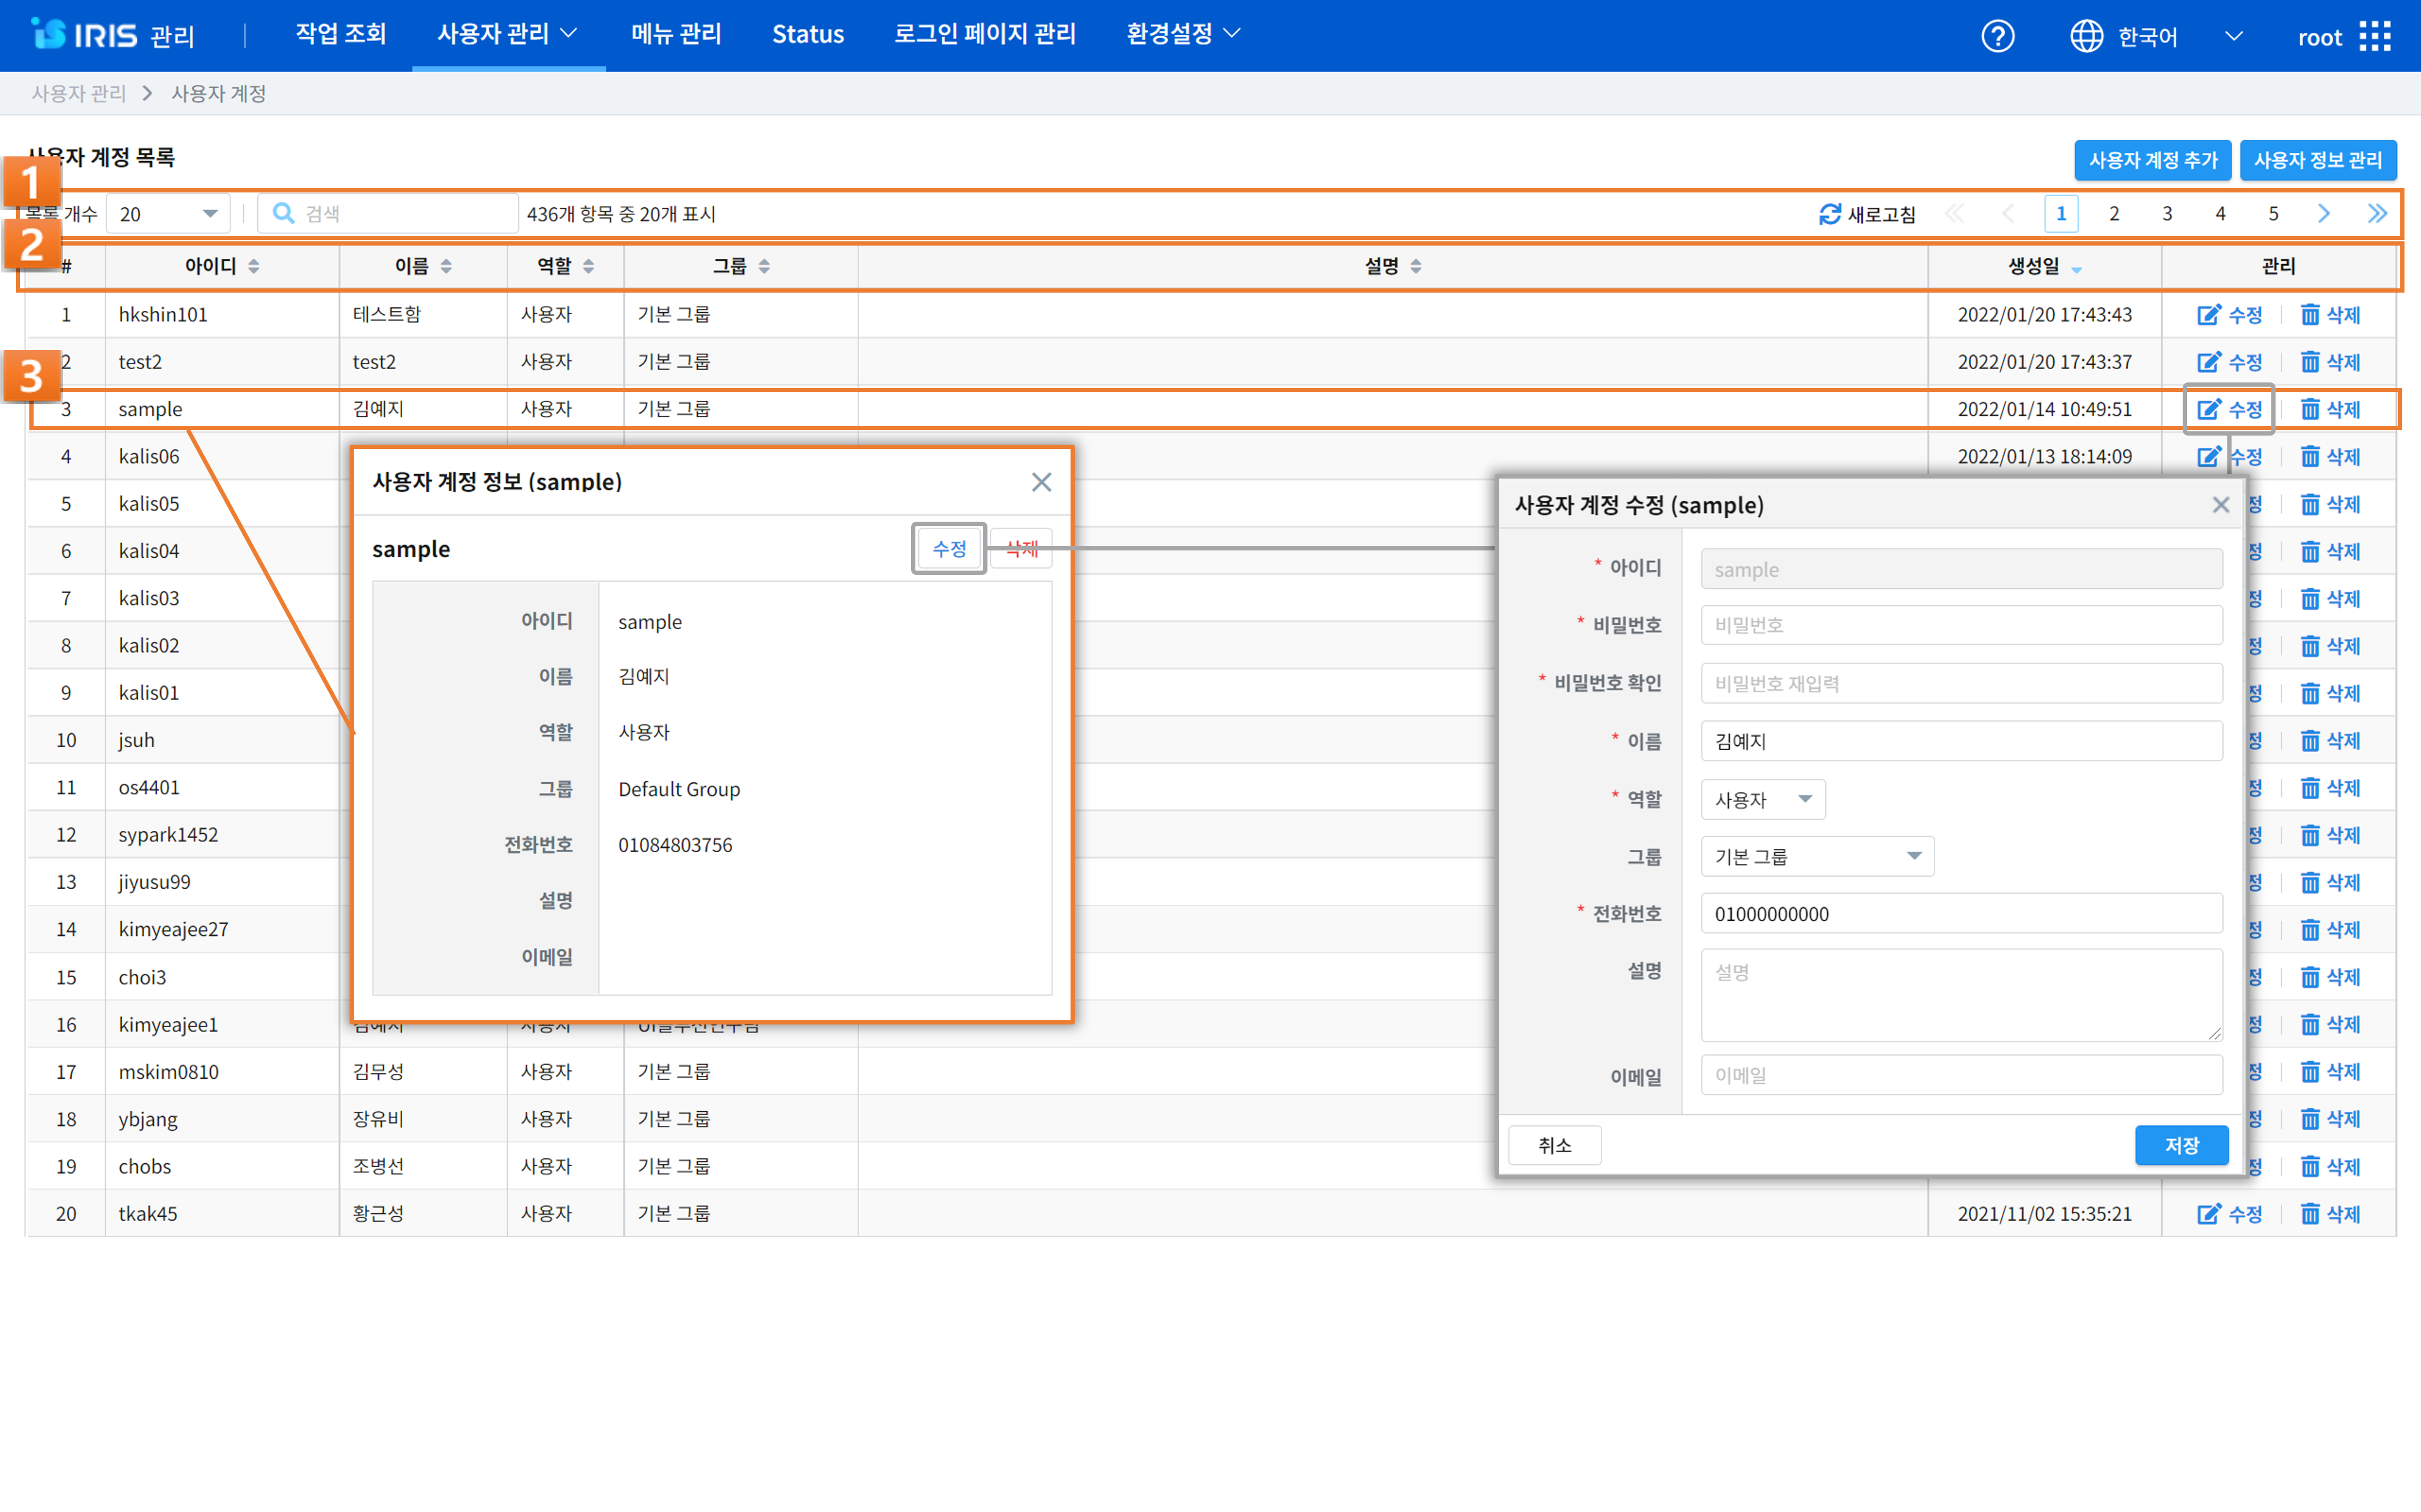 IRIS 관리 작업 조회 사용자 관리 메뉴 관리 Status 로그인 페이지 관리 환경설정 한국어 root
사용자 관리 > 사용자 계정
사용자 계정 목록 사용자 계정 추가 사용자 정보 관리
1
목록 개수 20 검색 436개 항목 중 20개 표시 새로고침 1 2 3 4 5
2
# 아이디 이름 역할 그룹 설명 생성일 관리
1 hkshin101 테스트함 사용자 기본 그룹 2022/01/20 17:43:43 수정 삭제
2 test2 test2 사용자 기본 그룹 2022/01/20 17:43:37 수정 삭제
3
3 sample 김예지 사용자 기본 그룹 2022/01/14 10:49:51 수정 삭제
4 kalis06 2022/01/13 18:14:09 수정 삭제
5 kalis05 정 삭제
6 kalis04 정 삭제
7 kalis03 정 삭제
8 kalis02 정 삭제
9 kalis01 정 삭제
10 jsuh 정 삭제
11 os4401 정 삭제
12 sypark1452 정 삭제
13 jiyusu99 정 삭제
14 kimyeajee27 정 삭제
15 choi3 정 삭제
16 kimyeajee1 김예지 사용자 정 삭제
17 mskim0810 김무성 사용자 기본 그룹 정 삭제
18 ybjang 장유비 사용자 기본 그룹 정 삭제
19 chobs 조병선 사용자 기본 그룹 정 삭제
20 tkak45 황근성 사용자 기본 그룹 2021/11/02 15:35:21 수정 삭제
사용자 계정 정보 (sample)
sample 수정 삭제
아이디 sample
이름 김예지
역할 사용자
그룹 Default Group
전화번호 01084803756
설명
이메일
사용자 계정 수정 (sample)
* 아이디 sample
* 비밀번호 비밀번호
* 비밀번호 확인 비밀번호 재입력
* 이름 김예지
* 역할 사용자
그룹 기본 그룹
* 전화번호 01000000000
설명 설명
이메일 이메일
취소 저장